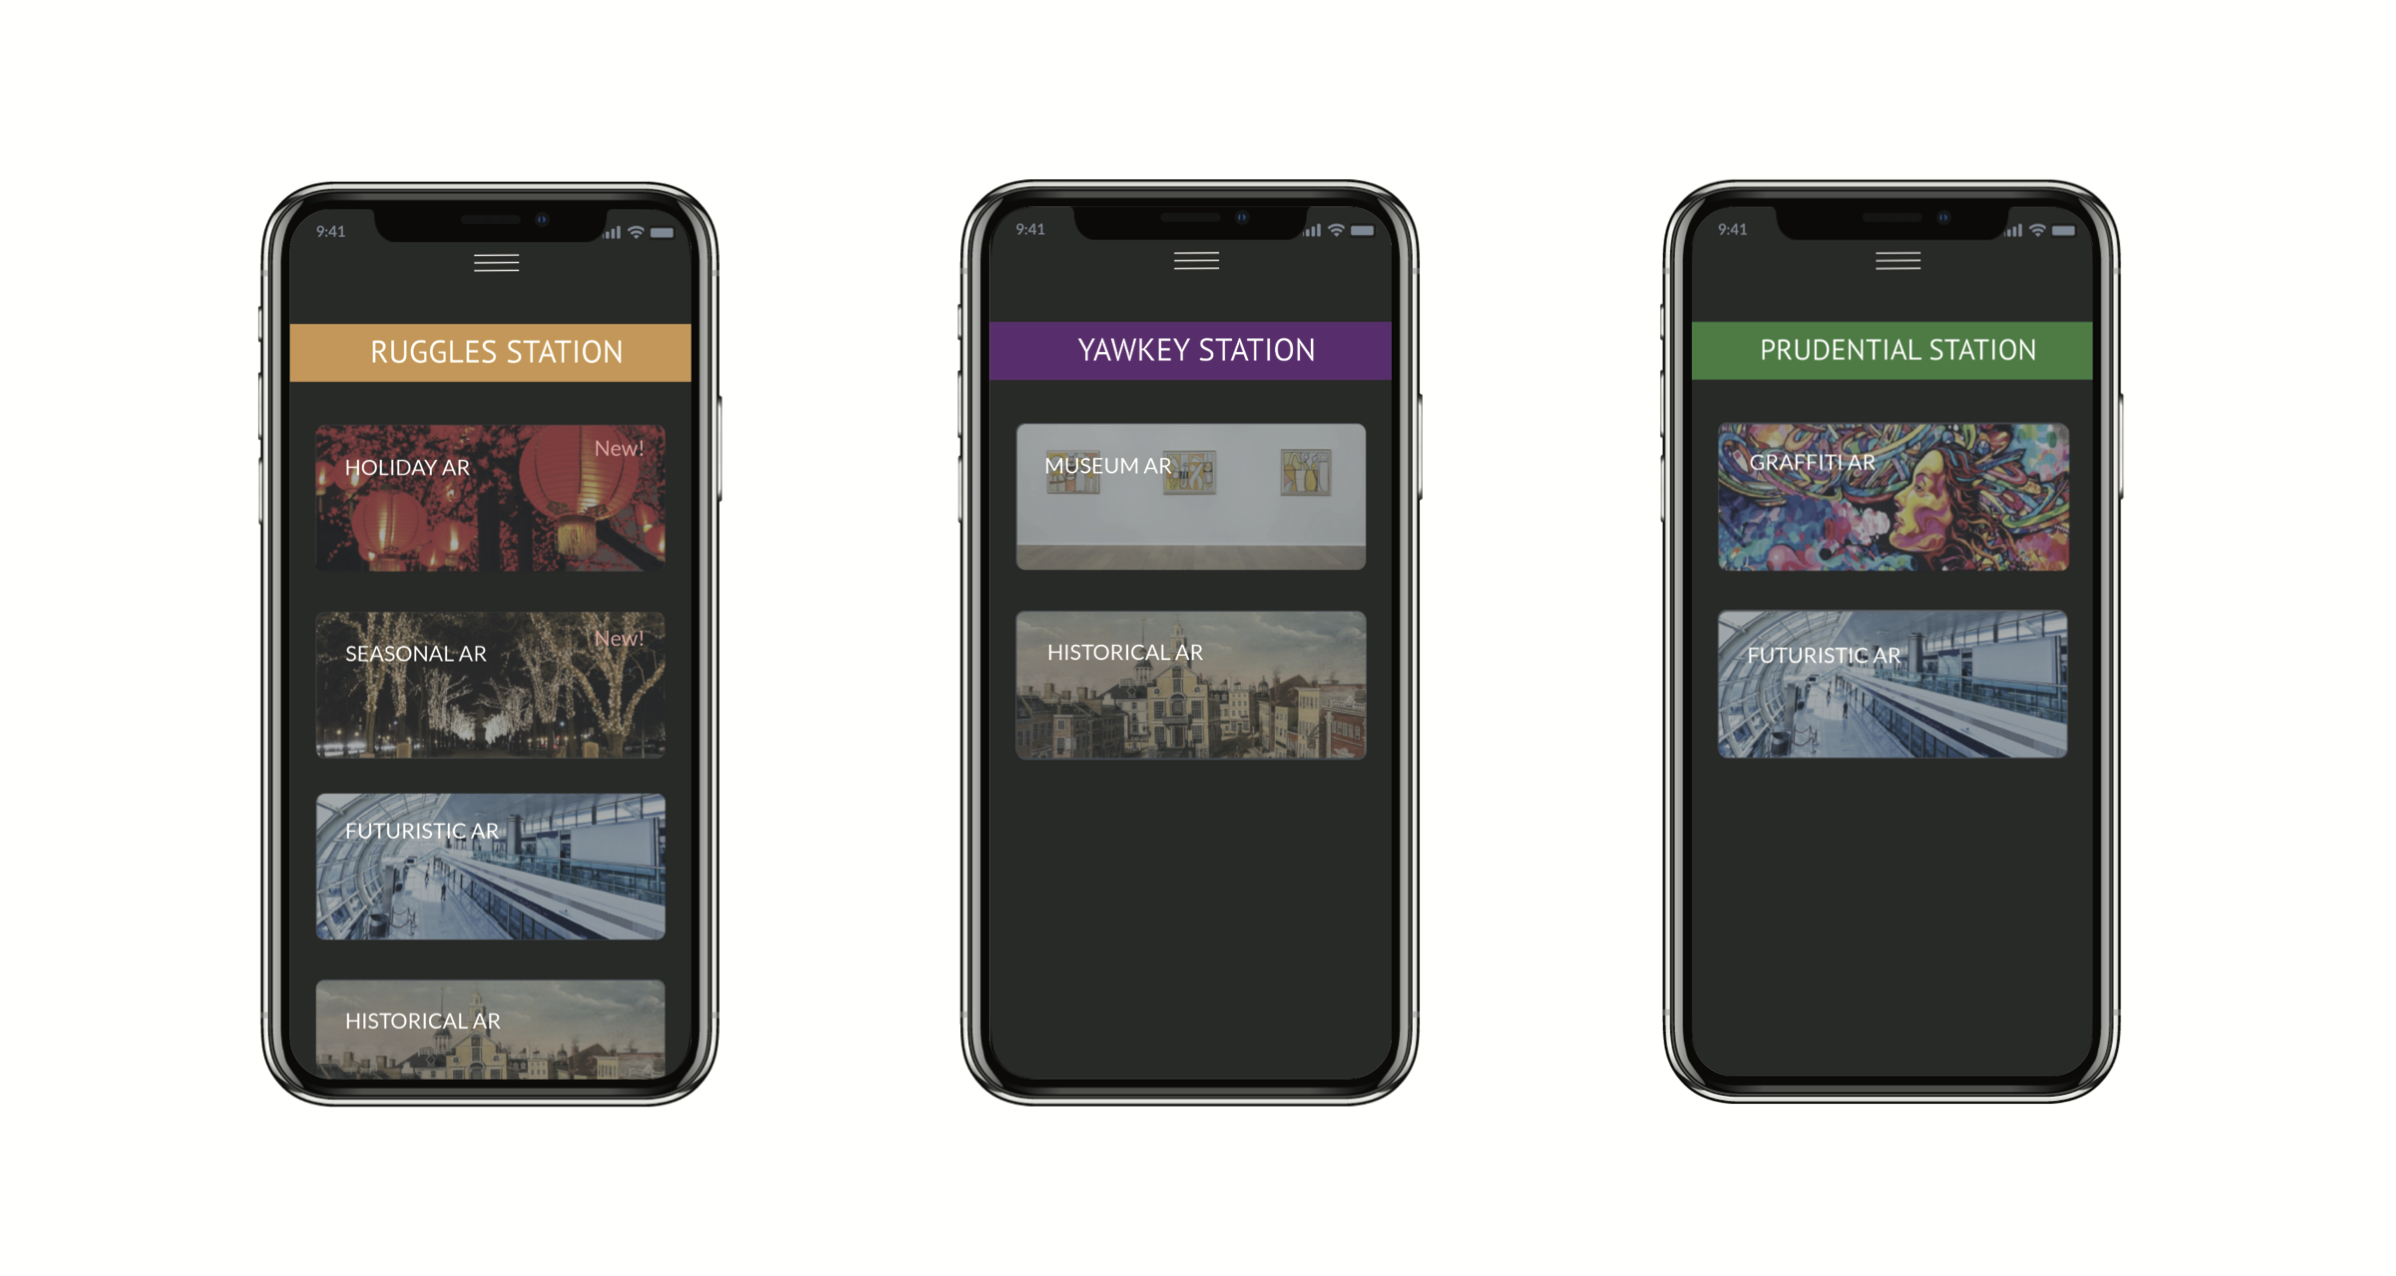 9:41
RUGGLES STATION
New!
HOLIDAY AR
New!
SEASONAL AR
FUTURISTIC AR
HISTORICAL AR
9:41
YAWKEY STATION
MUSEUM AR
HISTORICAL AR
9:41
PRUDENTIAL STATION
GRAFFITI AR
FUTURISTIC AR